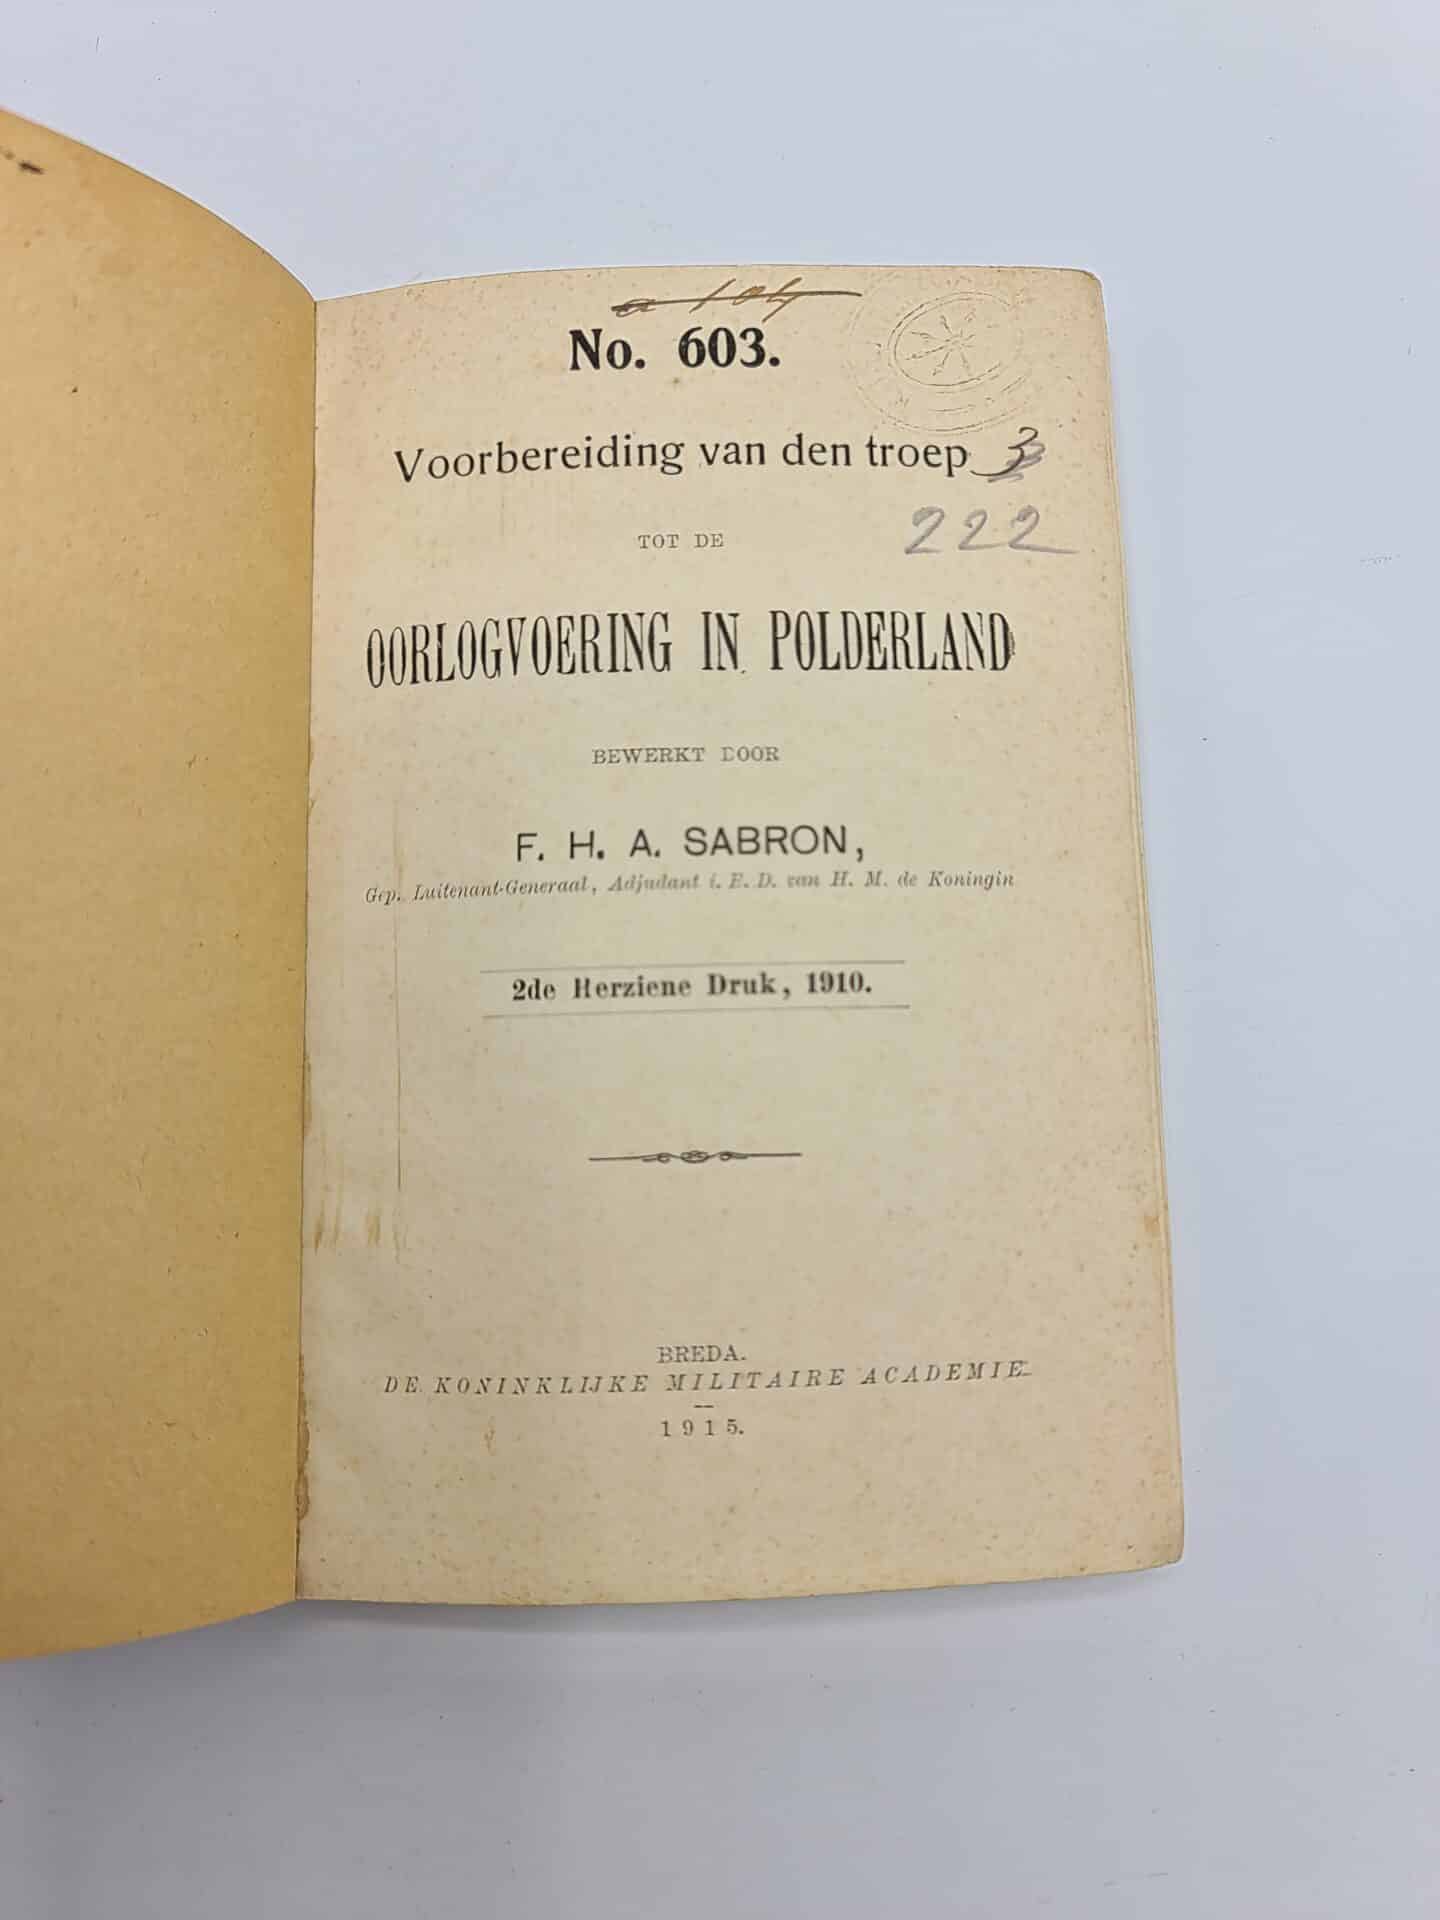 a 104
No. 603.
Voorbereiding van den troep 3
222
TOT DE
OORLOGVOERING IN POLDERLAND
BEWERKT DOOR
F. H. A. SABRON,
Gep. Luitenant-Generaal, Adjudant i. E. D. van H. M. de Koningin
2de Herziene Druk, 1910.
BREDA.
DE KONINKLIJKE MILITAIRE ACADEMIE
1915.